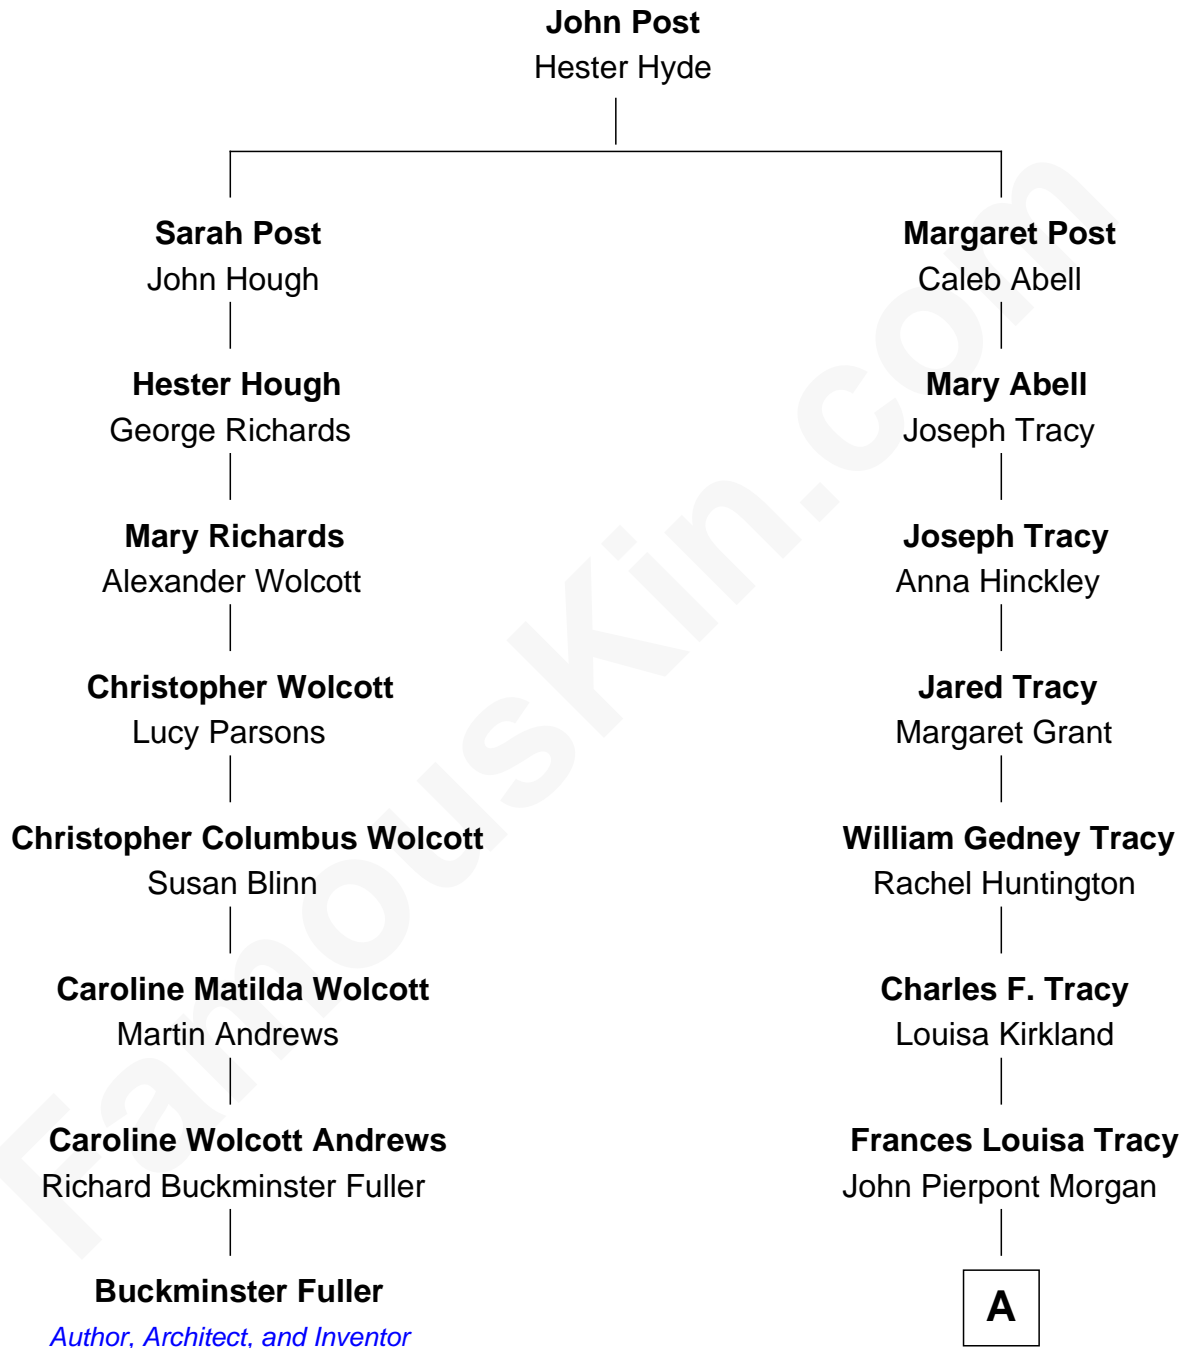 John Post
Hester Hyde
Sarah Post
John Hough
Margaret Post
Caleb Abell
Hester Hough
George Richards
Mary Abell
Joseph Tracy
Mary Richards
Alexander Wolcott
Joseph Tracy
Anna Hinckley
Christopher Wolcott
Lucy Parsons
Jared Tracy
Margaret Grant
Christopher Columbus Wolcott
Susan Blinn
William Gedney Tracy
Rachel Huntington
Caroline Matilda Wolcott
Martin Andrews
Charles F. Tracy
Louisa Kirkland
Caroline Wolcott Andrews
Richard Buckminster Fuller
Frances Louisa Tracy
John Pierpont Morgan
Buckminster Fuller
Author, Architect, and Inventor
A
FamousKin.com